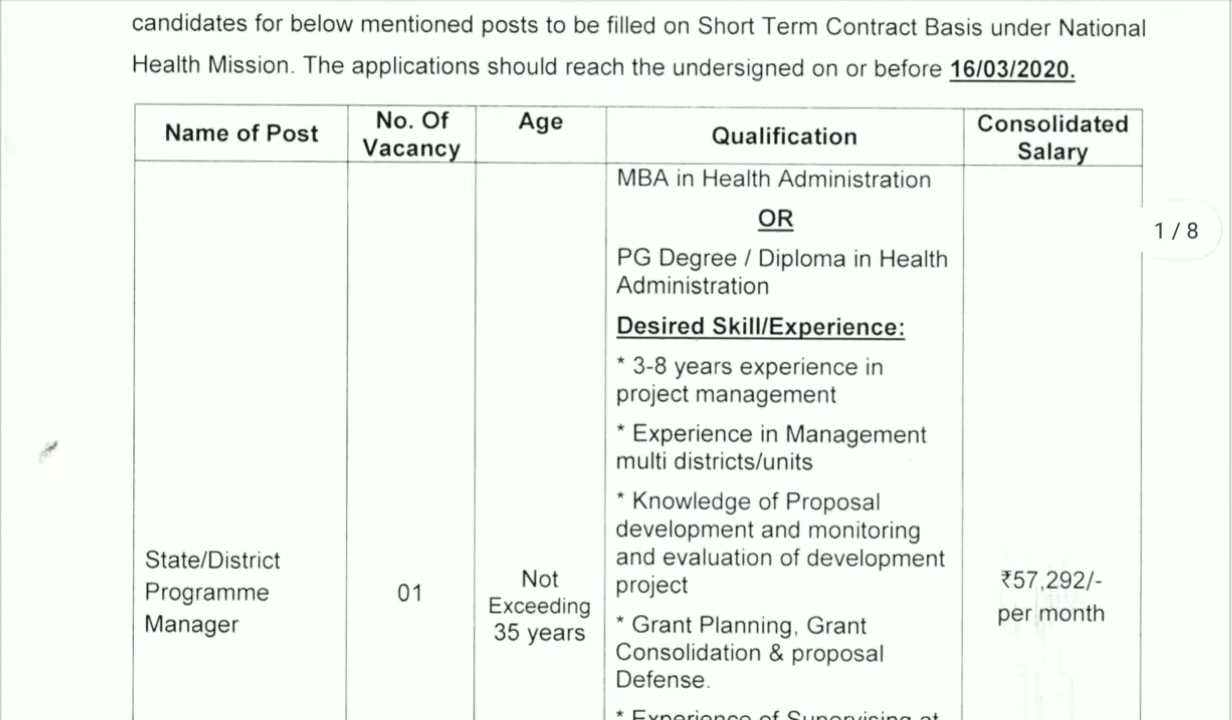 candidates for below mentioned posts to be filled on Short Term Contract Basis under National
Health Mission. The applications should reach the undersigned on or before 16/03/2020.
Name of Post
No. Of
Vacancy
Age
Qualification
Consolidated
Salary
State/District
Programme
Manager
01
Not
Exceeding
35 years
MBA in Health Administration
OR
PG Degree / Diploma in Health
Administration
Desired Skill/Experience:
* 3-8 years experience in
project management
* Experience in Management
multi districts/units
* Knowledge of Proposal
development and monitoring
and evaluation of development
project
* Grant Planning, Grant
Consolidation & proposal
Defense.
* Experience of Supervising at
₹57,292/-
per month
1 / 8